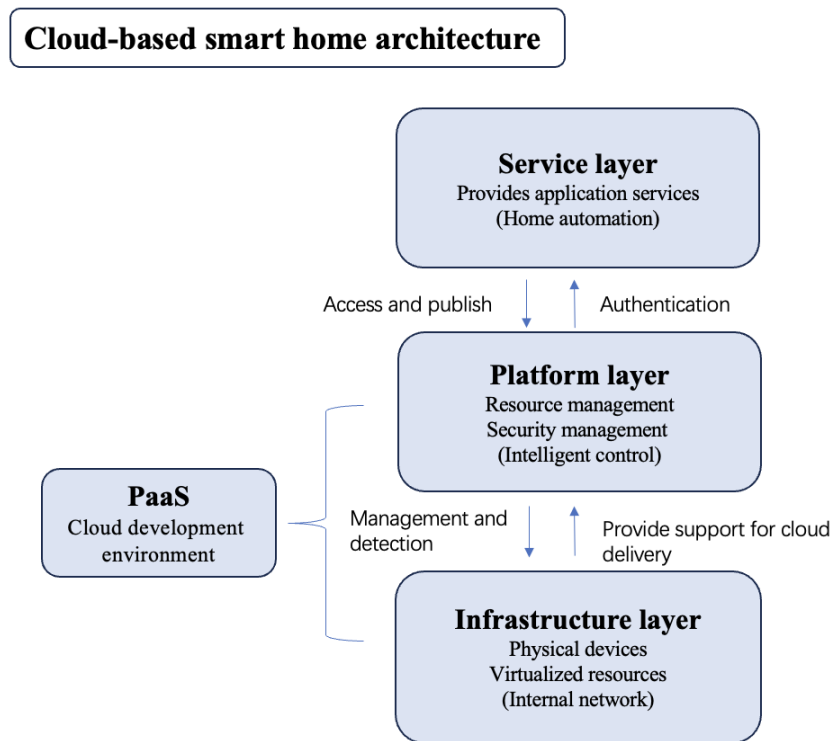 Cloud-based smart home architecture
Service layer
Provides application services
(Home automation)
Access and publish
Authentication
Platform layer
Resource management
Security management
(Intelligent control)
PaaS
Cloud development
environment
Management and
detection
Provide support for cloud
delivery
Infrastructure layer
Physical devices
Virtualized resources
(Internal network)